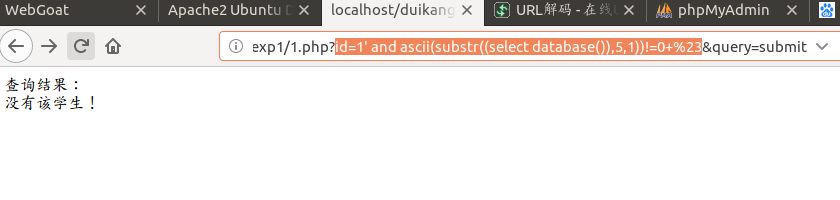 WebGoat
Apache2 Ubuntu D
localhost/duikang
URL解码 - 在线
phpMyAdmin
exp1/1.php?id=1' and ascii(substr((select database()),5,1))!=0+%23&query=submit
查询结果：
没有该学生！